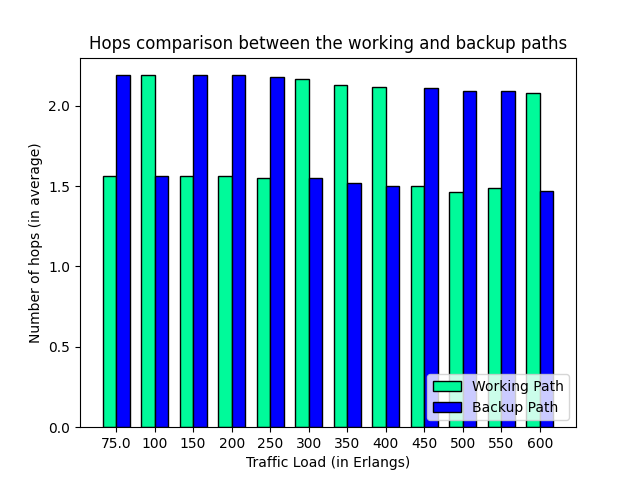 Hops comparison between the working and backup paths
Number of hops (in average)
2.0
1.5
1.0
0.5
0.0
Working Path
Backup Path
75.0 100 150 200 250 300 350 400 450 500 550 600
Traffic Load (in Erlangs)